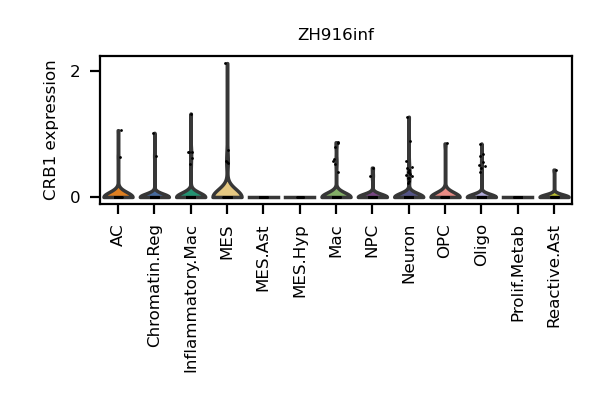 ZH916inf
CRB1 expression
2
0
AC
Chromatin.Reg
Inflammatory.Mac
MES
MES.Ast
MES.Hyp
Mac
NPC
Neuron
OPC
Oligo
Prolif.Metab
Reactive.Ast